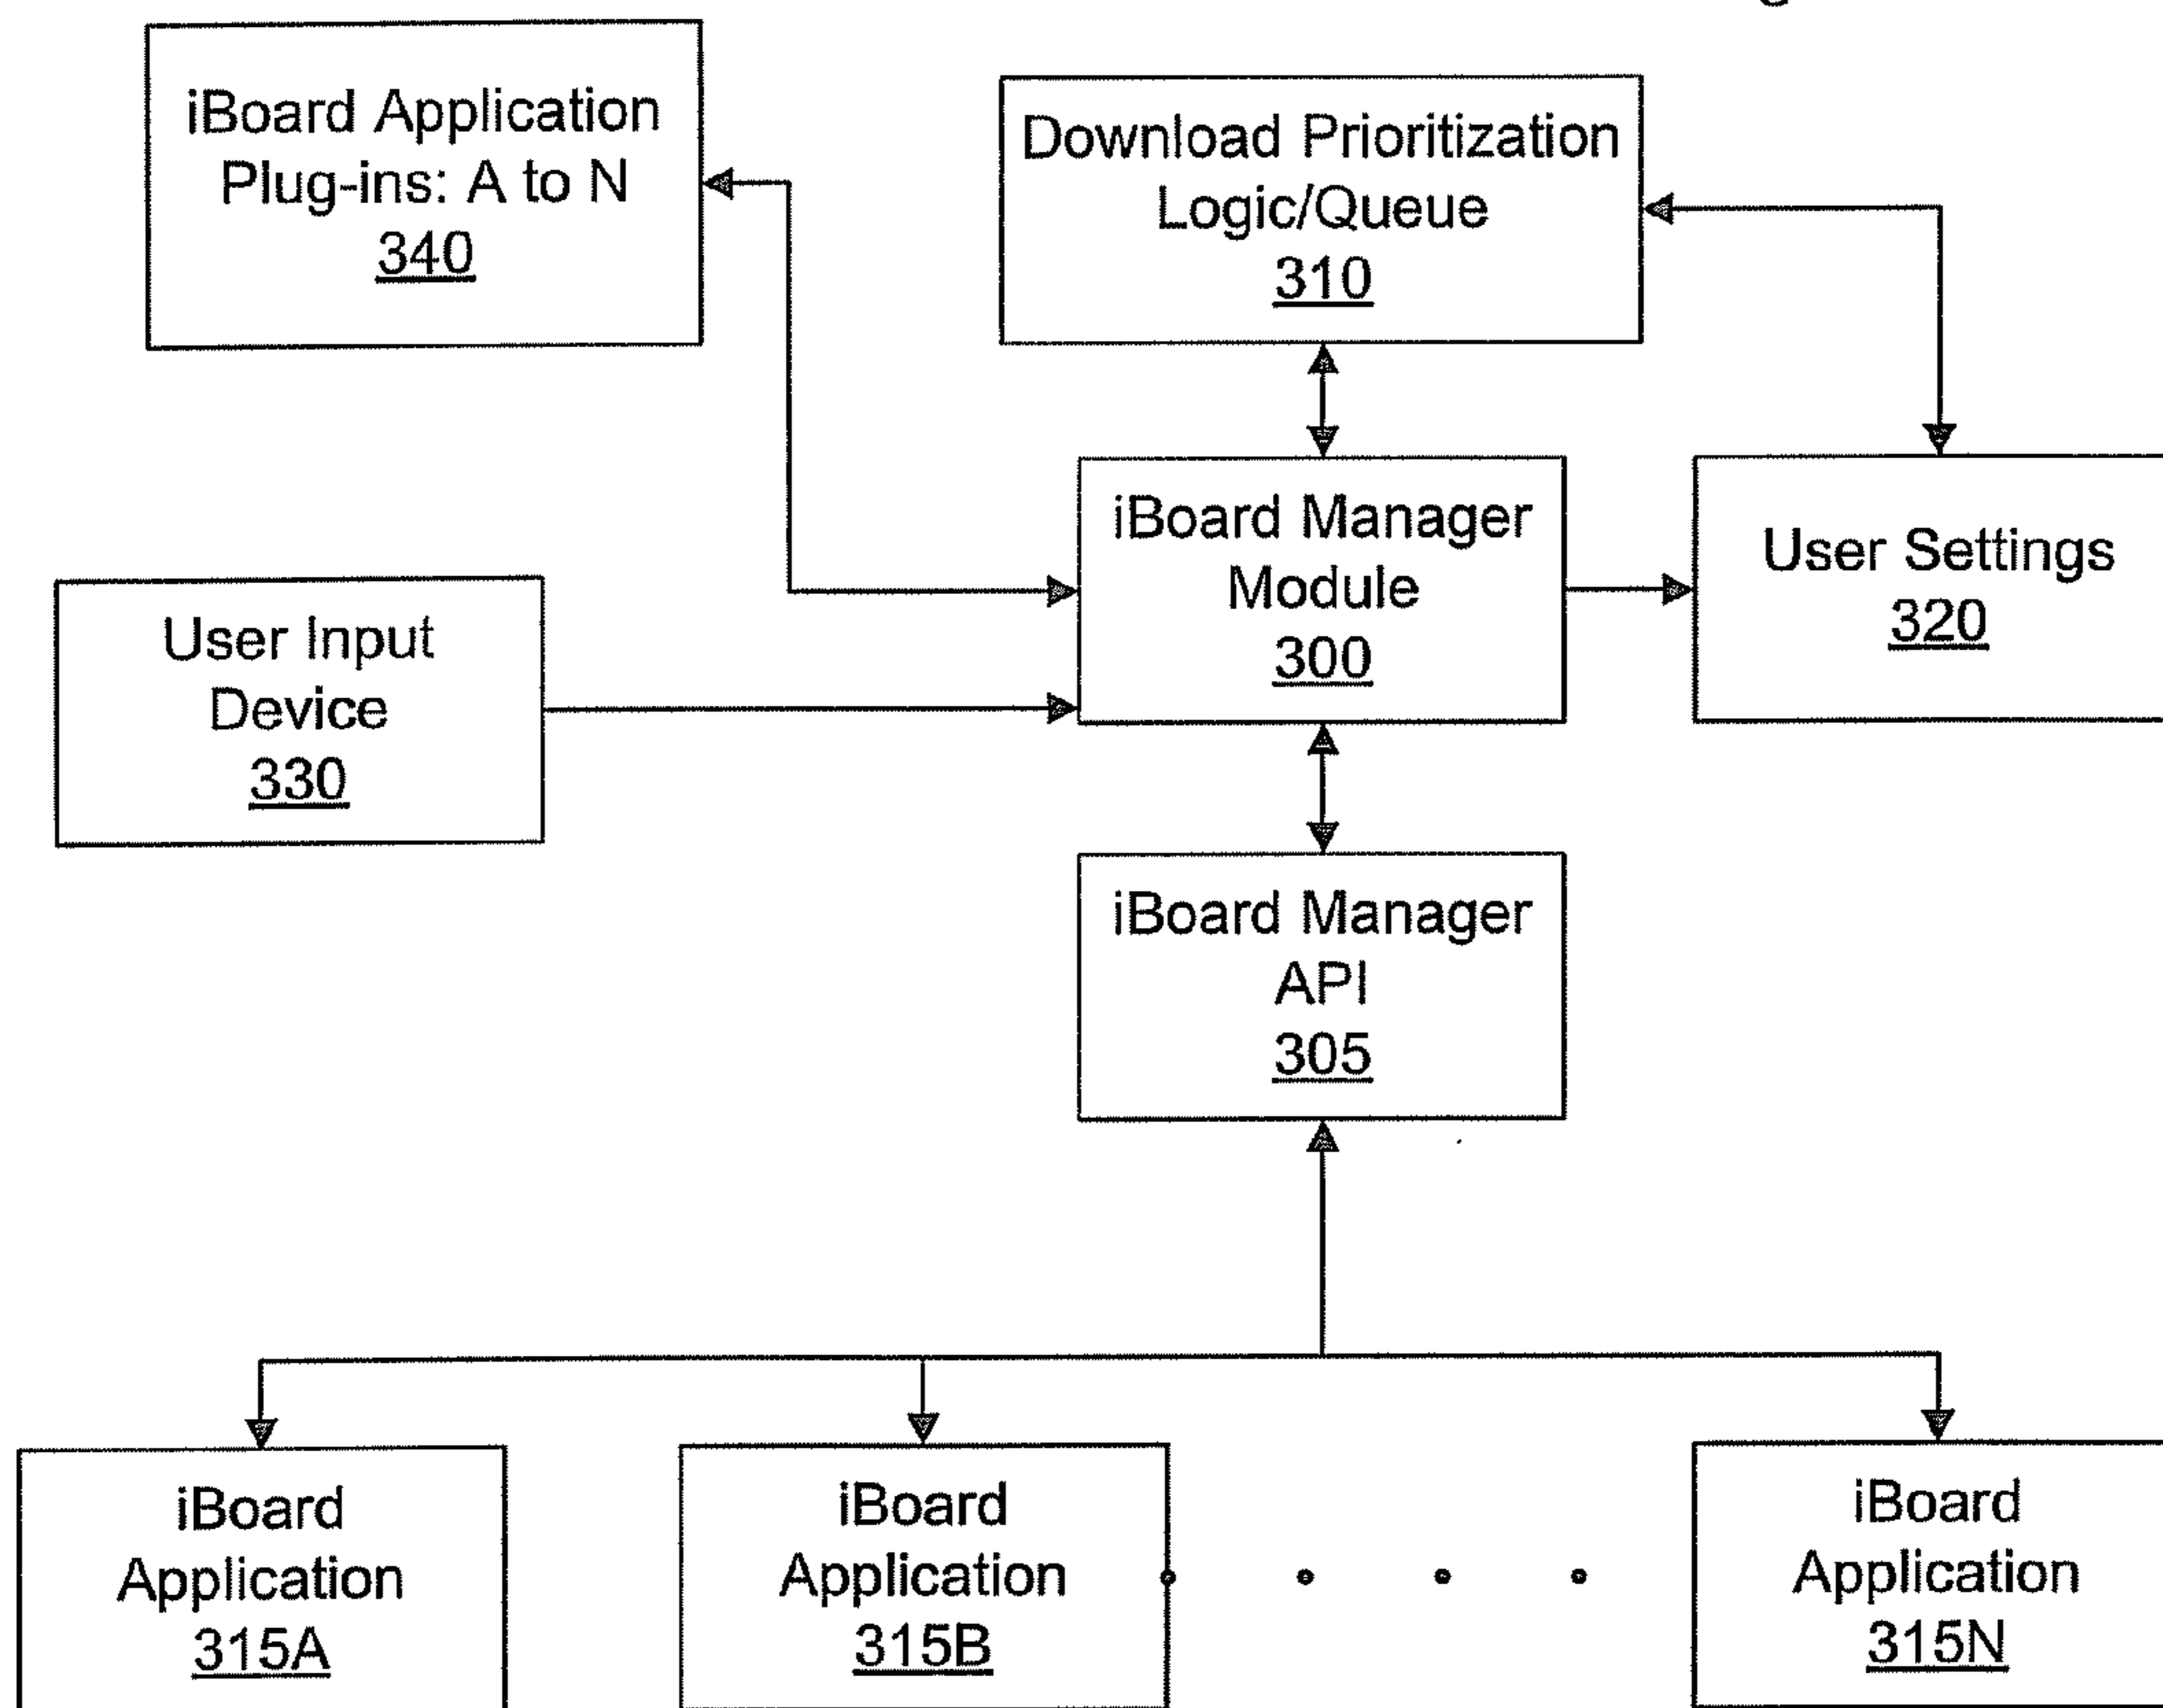 iBoard Application
Plug-ins: A to N
340
Download Prioritization
Logic/Queue
310
iBoard Manager
Module
300
User Settings
320
User Input
Device
330
iBoard Manager
API
305
iBoard
Application
315A
iBoard
Application
315B
iBoard
Application
315N